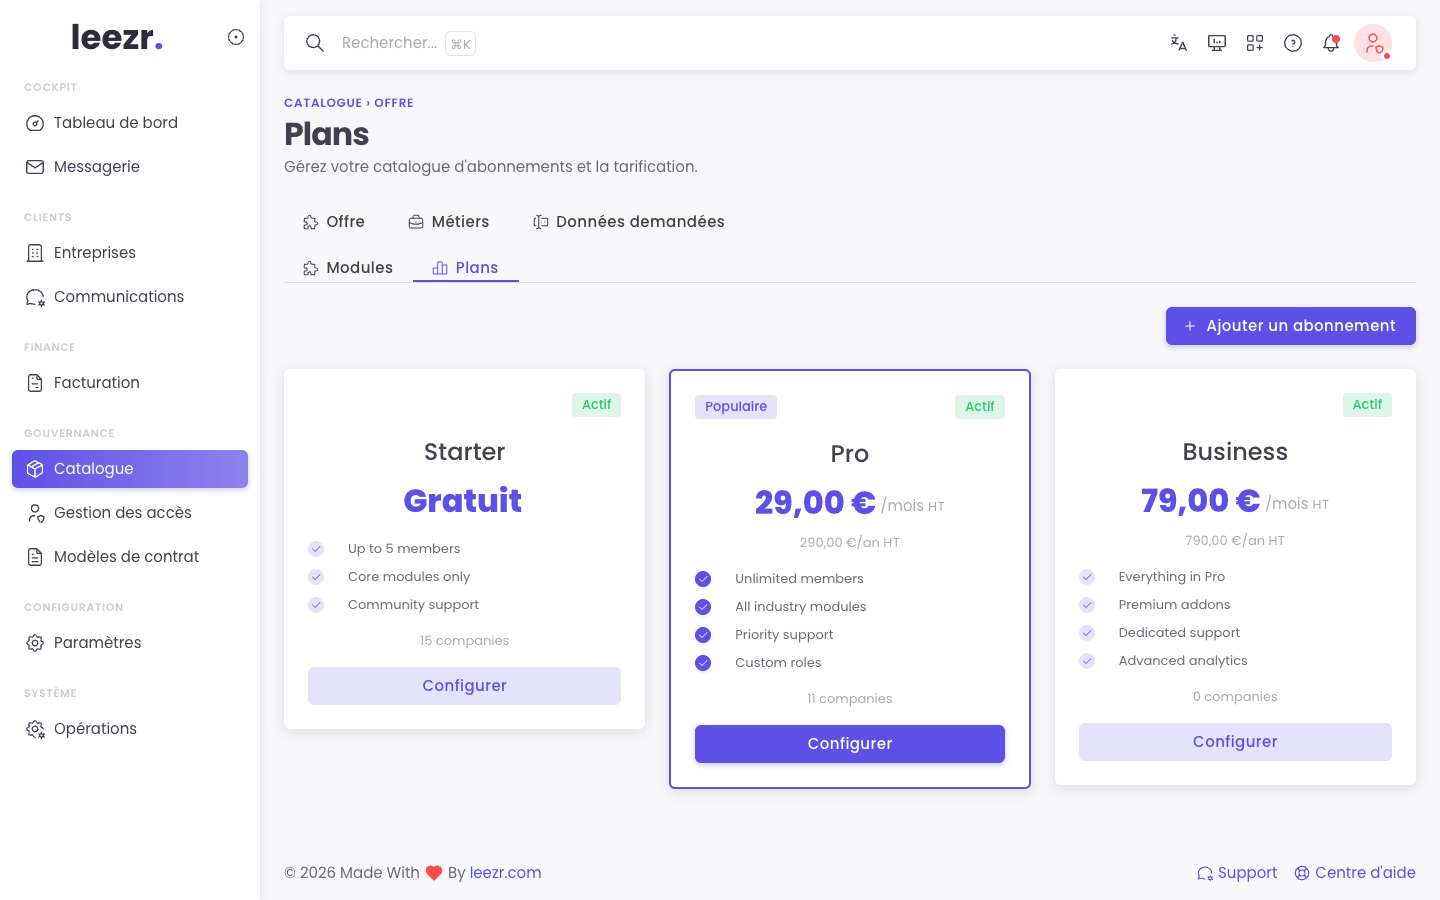 leezr.
Rechercher... ⌘K
COCKPIT
Tableau de bord
Messagerie
CLIENTS
Entreprises
Communications
FINANCE
Facturation
GOUVERNANCE
Catalogue
Gestion des accès
Modèles de contrat
CONFIGURATION
Paramètres
SYSTÈME
Opérations
CATALOGUE › OFFRE
Plans
Gérez votre catalogue d'abonnements et la tarification.
Offre Métiers Données demandées
Modules Plans
+ Ajouter un abonnement
Actif
Starter
Gratuit
Up to 5 members
Core modules only
Community support
15 companies
Configurer
Populaire Actif
Pro
29,00 € /mois HT
290,00 €/an HT
Unlimited members
All industry modules
Priority support
Custom roles
11 companies
Configurer
Actif
Business
79,00 € /mois HT
790,00 €/an HT
Everything in Pro
Premium addons
Dedicated support
Advanced analytics
0 companies
Configurer
© 2026 Made With ❤ By leezr.com
Support Centre d'aide